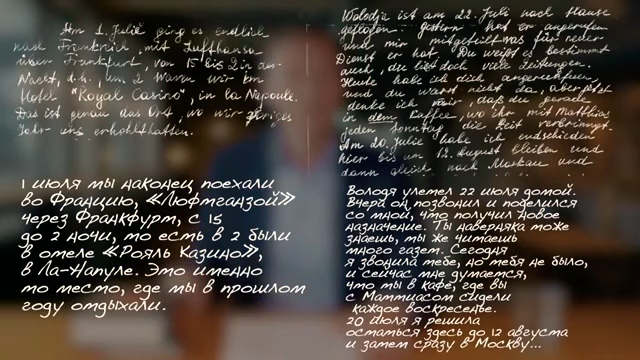 Am 1. Julie ging es endlich
nach Frankreich, mit Lufthansa
über Frankfurt, von 15 bis 2 in der
Nacht, d.h. um 2 waren wir im
Hotel "Royal Casino", in la Napoule.
Das ist genau das Ort, wo wir voriges
Jahr uns erholt hatten.
1 июля мы наконец поехали
во Францию, «Люфтганзой»
через Франкфурт, с 15
до 2 ночи, то есть в 2 были
в отеле «Рояль Казино»,
в Ла-Напуле. Это именно
то место, где мы в прошлом
году отдыхали.
Wolodja ist am 22. Juli nach Hause
geflogen. Gestern hat er angerufen
und mir mitgeteilt was für neuen
Dienst er hat. Du weißt es bestimmt
auch, du liest doch viele Zeitungen.
Heute habe ich dich angerufen,
und du warst nicht da, aber jetzt
denke ich mir, daß du gerade
in dem Kaffee, wo ihr mit Matthias
jeden Sonntag die Zeit verbringt.
Am 20. Julie habe ich entschieden
hier bis um 12. August bleiben und
dann gleich nach Moskau und
Володя улетел 22 июля домой.
Вчера он позвонил и поделился
со мной, что получил новое
назначение. Ты наверняка тоже
знаешь, ты же читаешь
много газет. Сегодня
я звонила тебе, но тебя не было,
и сейчас мне думается,
что ты в кафе, где вы
с Маттиасом сидели
каждое воскресенье.
20 июля я решила
остаться здесь до 12 августа
и затем сразу в Москву...